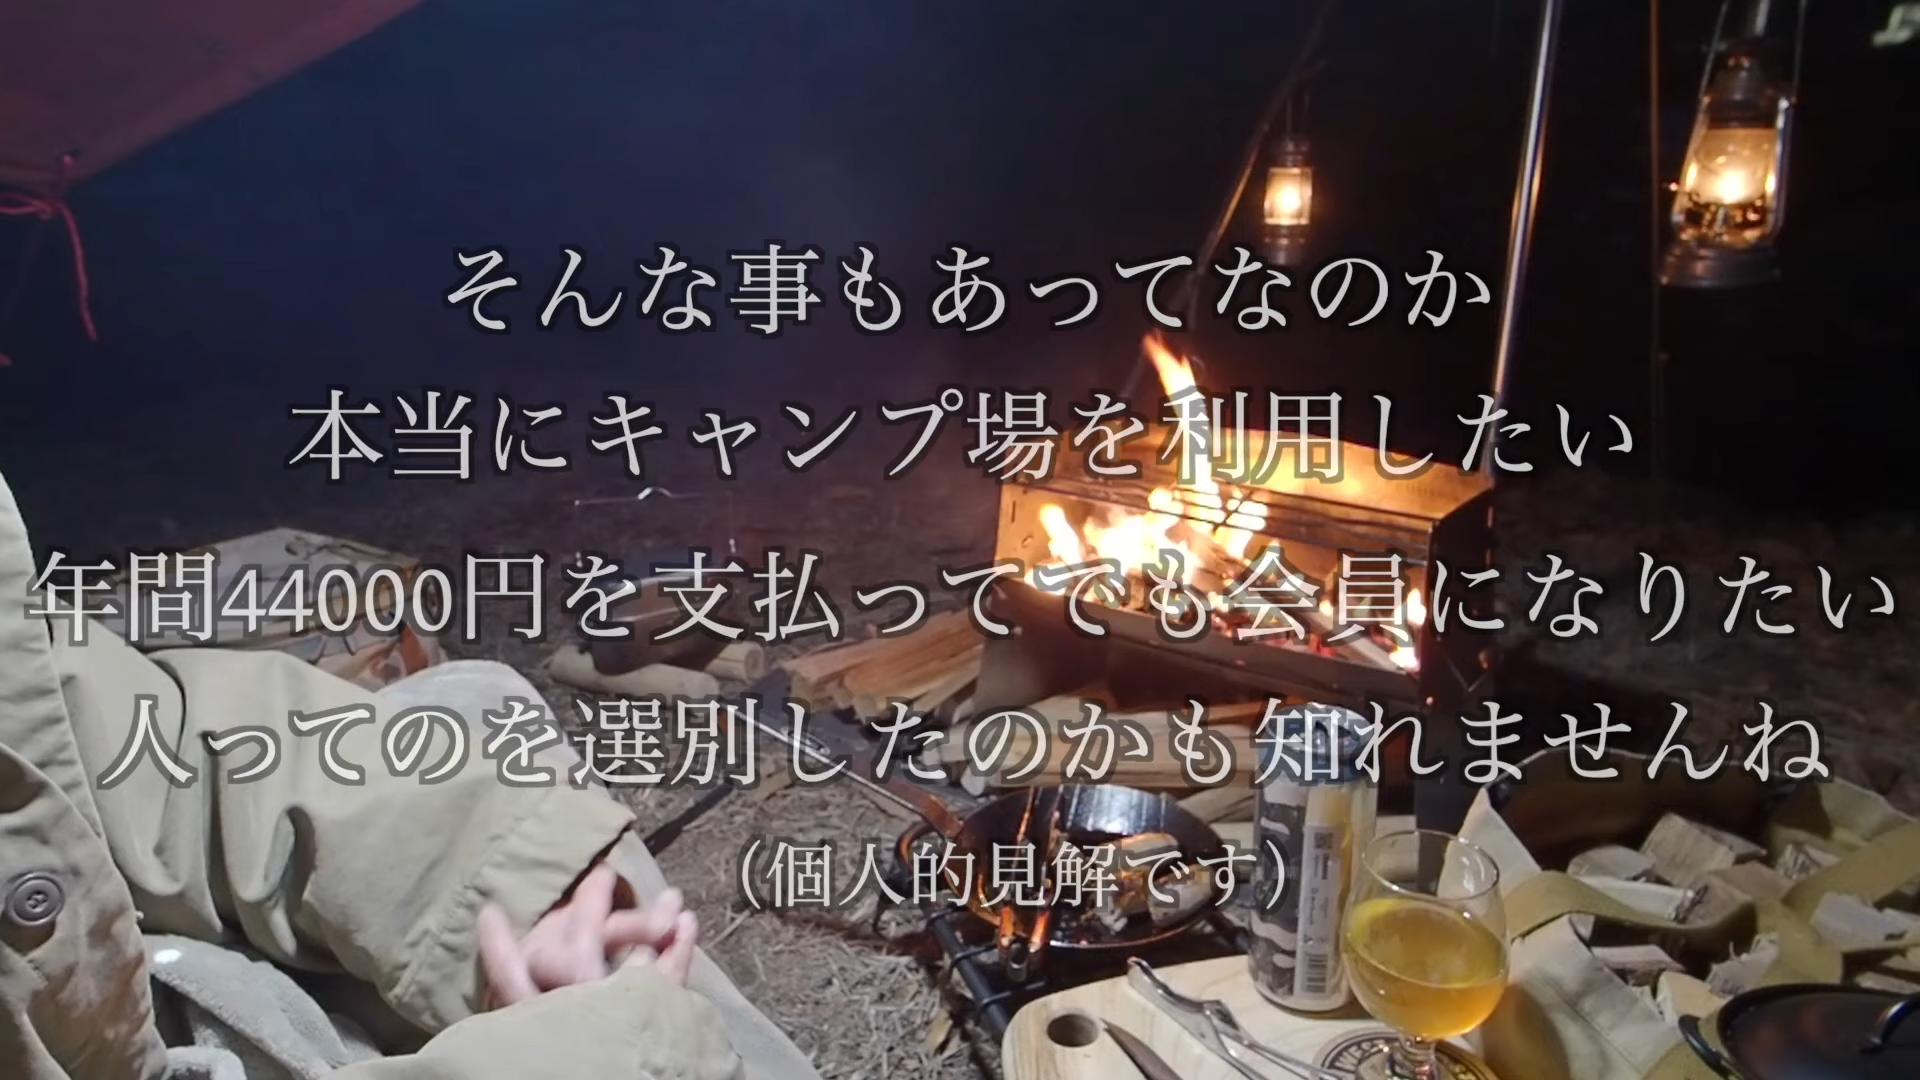 そんな事もあってなのか
本当にキャンプ場を利用したい
年間44000円を支払ってでも会員になりたい
人ってのを選別したのかも知れませんね
（個人的見解です）